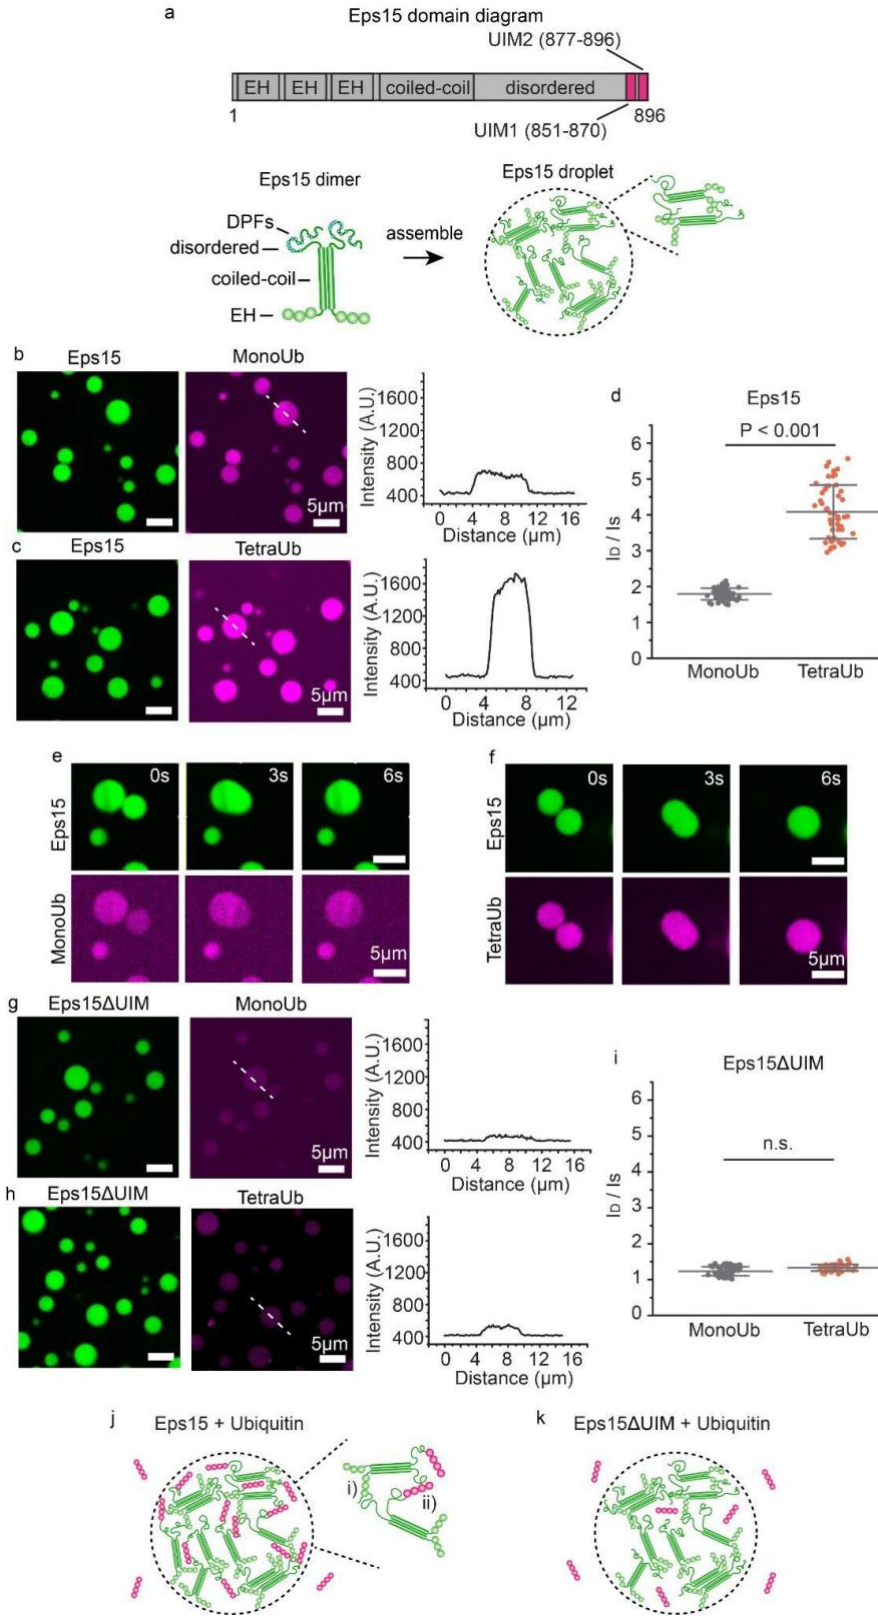 a
Eps15 domain diagram
UIM2 (877-896)
EH EH EH coiled-coil disordered
1
UIM1 (851-870)
896
Eps15 dimer
Eps15 droplet
DPFs
disordered
coiled-coil
EH
assemble
b
Eps15
MonoUb
5µm
Intensity (A.U.)
1600
1200
800
400
0 4 8 12 16
Distance (µm)
c
Eps15
TetraUb
5µm
Intensity (A.U.)
1600
1200
800
400
0 4 8 12
Distance (µm)
d
Eps15
P < 0.001
ID / IS
6
5
4
3
2
1
0
MonoUb TetraUb
e
0s 3s 6s
Eps15
MonoUb
5µm
f
0s 3s 6s
Eps15
TetraUb
5µm
g
Eps15ΔUIM
MonoUb
5µm
Intensity (A.U.)
1600
1200
800
400
0 4 8 12 16
Distance (µm)
h
Eps15ΔUIM
TetraUb
5µm
Intensity (A.U.)
1600
1200
800
400
0 4 8 12 16
Distance (µm)
i
Eps15ΔUIM
n.s.
ID / IS
6
5
4
3
2
1
0
MonoUb TetraUb
j
Eps15 + Ubiquitin
i)
ii)
k
Eps15ΔUIM + Ubiquitin